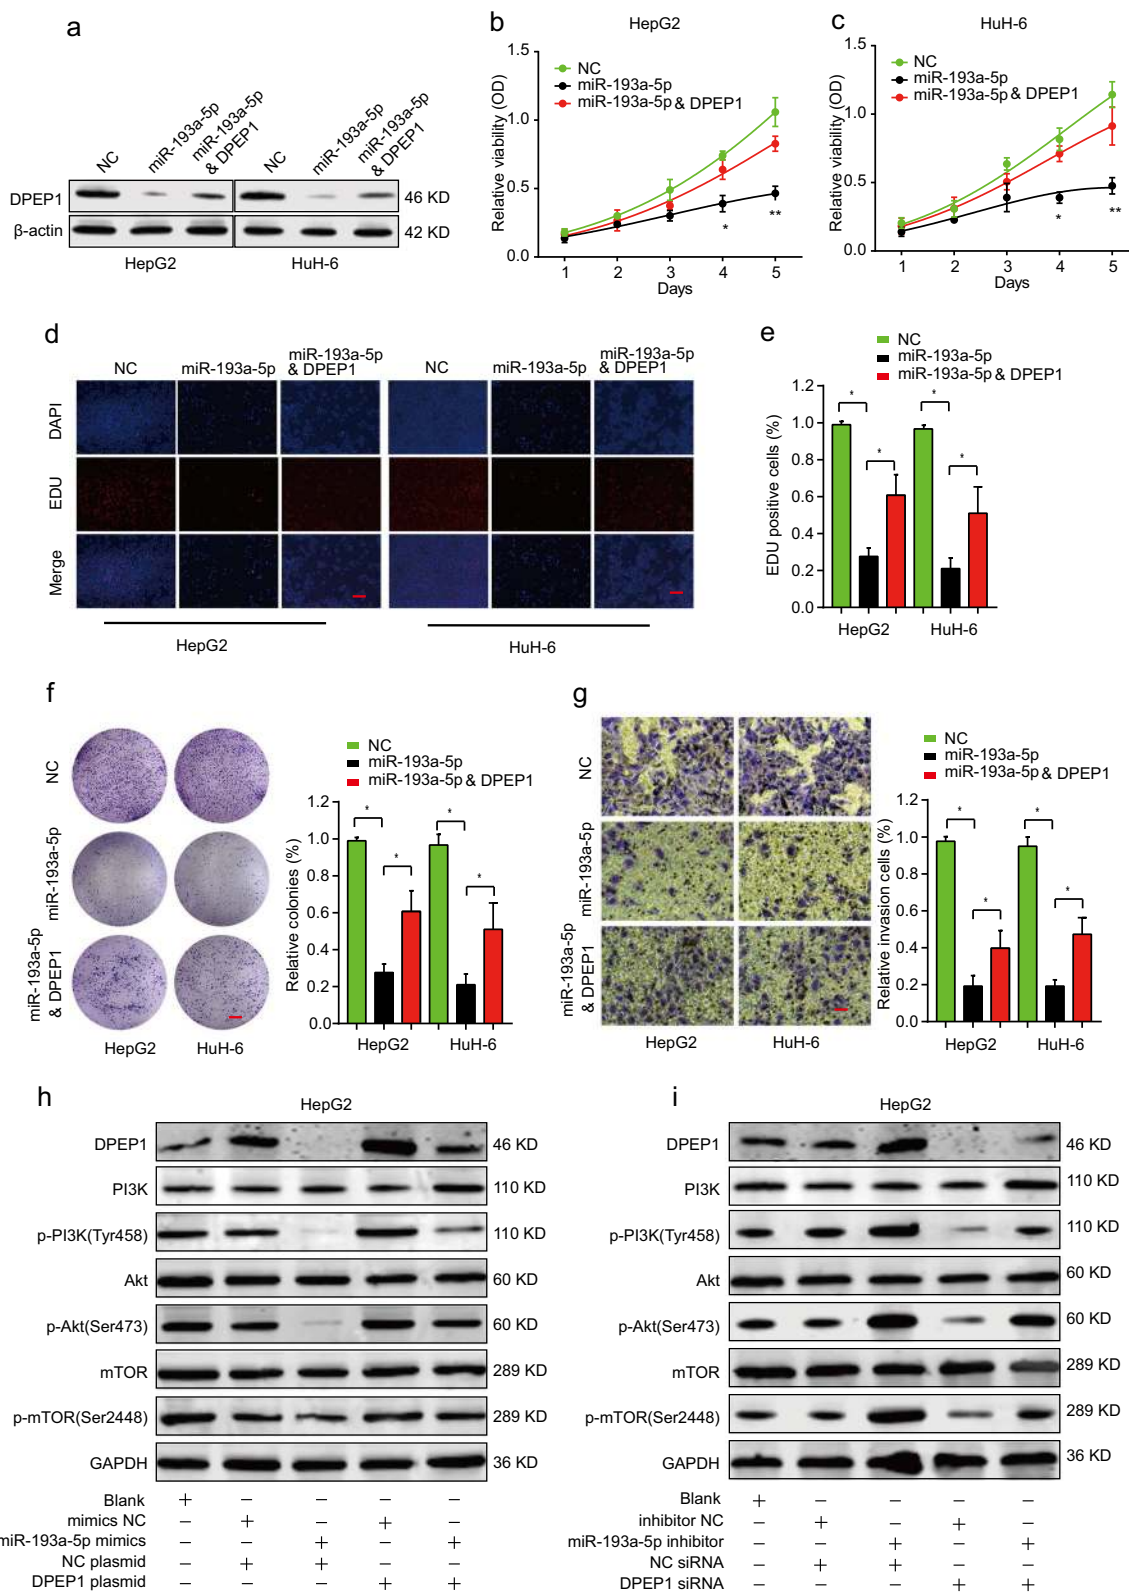 a
NC
miR-193a-5p
miR-193a-5p
& DPEP1
NC
miR-193a-5p
miR-193a-5p
& DPEP1
DPEP1
46 KD
β-actin
42 KD
HepG2
HuH-6
b
HepG2
Relative viability (OD)
1.5
1.0
0.5
0.0
NC
miR-193a-5p
miR-193a-5p & DPEP1
*
**
1 2 3 4 5
Days
c
HuH-6
Relative viability (OD)
1.5
1.0
0.5
0.0
NC
miR-193a-5p
miR-193a-5p & DPEP1
*
**
1 2 3 4 5
Days
d
NC
miR-193a-5p
miR-193a-5p
& DPEP1
NC
miR-193a-5p
miR-193a-5p
& DPEP1
DAPI
EDU
Merge
HepG2
HuH-6
e
NC
miR-193a-5p
miR-193a-5p & DPEP1
EDU positive cells (%)
1.2
1.0
0.8
0.6
0.4
0.2
0.0
* * * *
HepG2
HuH-6
f
NC
miR-193a-5p
miR-193a-5p
& DPEP1
HepG2
HuH-6
NC
miR-193a-5p
miR-193a-5p & DPEP1
Relative colonies (%)
1.2
1.0
0.8
0.6
0.4
0.2
0.0
* * * *
HepG2
HuH-6
g
NC
miR-193a-5p
miR-193a-5p
& DPEP1
HepG2
HuH-6
NC
miR-193a-5p
miR-193a-5p & DPEP1
Relative invasion cells (%)
1.2
1.0
0.8
0.6
0.4
0.2
0.0
* * * *
HepG2
HuH-6
h
HepG2
DPEP1 46 KD
PI3K 110 KD
p-PI3K(Tyr458) 110 KD
Akt 60 KD
p-Akt(Ser473) 60 KD
mTOR 289 KD
p-mTOR(Ser2448) 289 KD
GAPDH 36 KD
Blank + − − − −
mimics NC − + − + −
miR-193a-5p mimics − − + − +
NC plasmid − + + − −
DPEP1 plasmid − − − + +
i
HepG2
DPEP1 46 KD
PI3K 110 KD
p-PI3K(Tyr458) 110 KD
Akt 60 KD
p-Akt(Ser473) 60 KD
mTOR 289 KD
p-mTOR(Ser2448) 289 KD
GAPDH 36 KD
Blank + − − − −
inhibitor NC − + − + −
miR-193a-5p inhibitor − − + − +
NC siRNA − + + − −
DPEP1 siRNA − − − + +